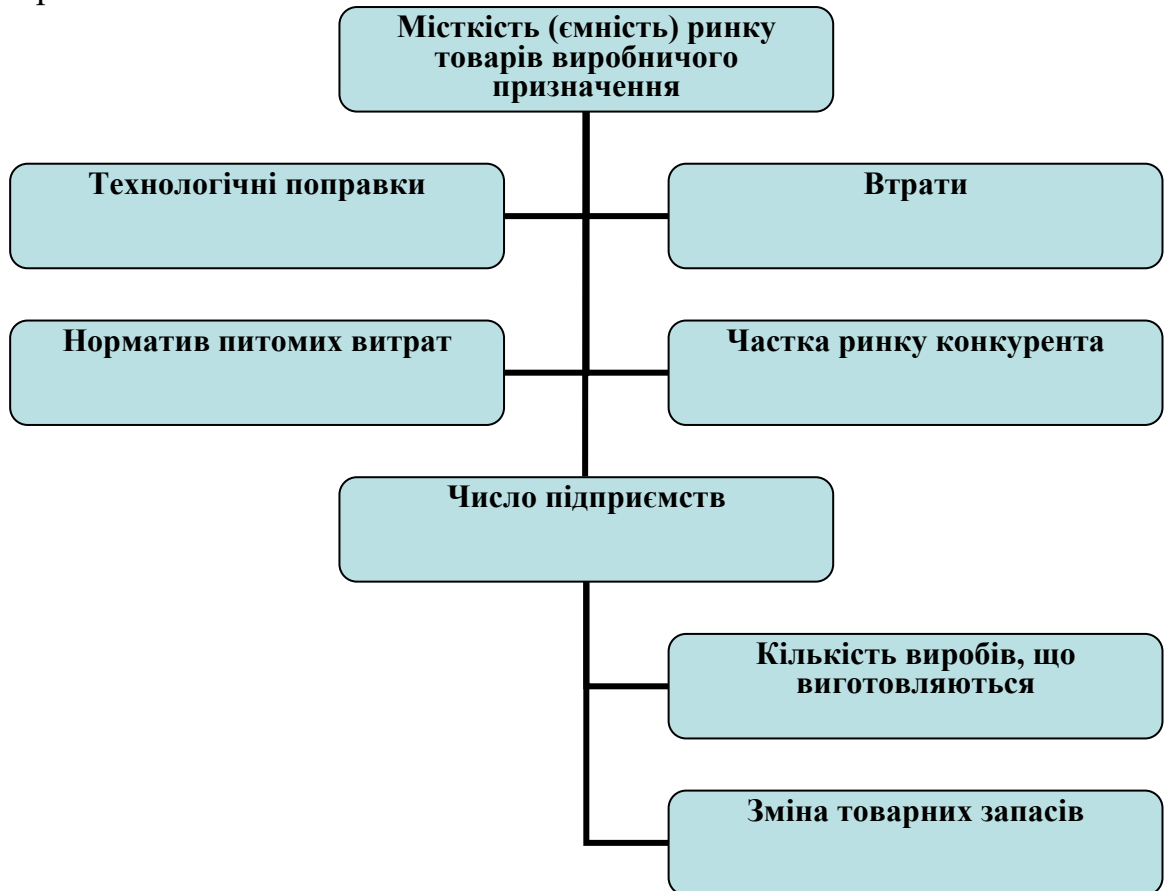 Місткість (ємність) ринку
товарів виробничого
призначення
Технологічні поправки
Втрати
Норматив питомих витрат
Частка ринку конкурента
Число підприємств
Кількість виробів, що
виготовляються
Зміна товарних запасів